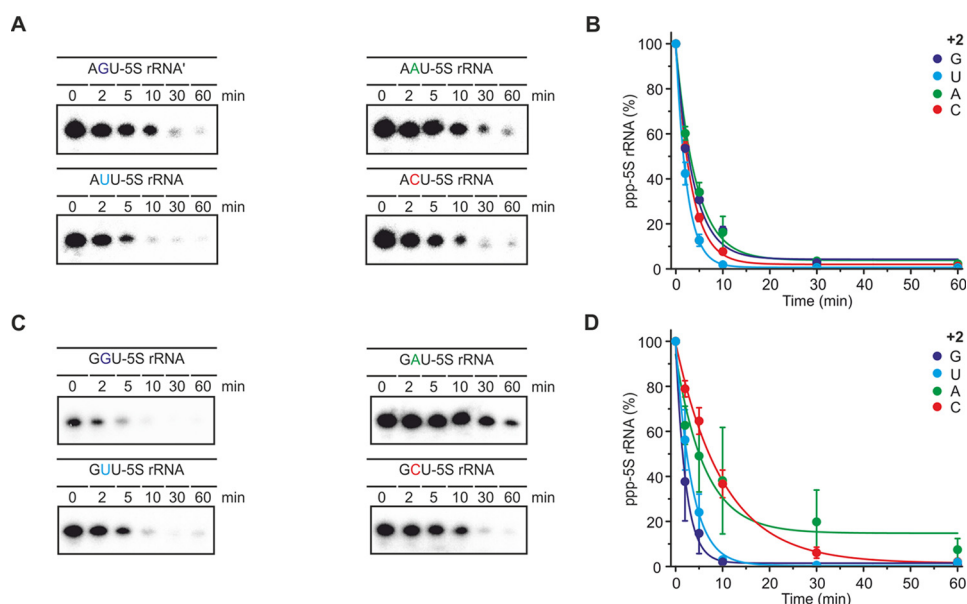 A
AGU-5S rRNA'
0 2 5 10 30 60 min
AAU-5S rRNA
0 2 5 10 30 60 min
AUU-5S rRNA
0 2 5 10 30 60 min
ACU-5S rRNA
0 2 5 10 30 60 min
B
+2
G
U
A
C
ppp-5S rRNA (%)
100
80
60
40
20
0
0 10 20 30 40 50 60
Time (min)
C
GGU-5S rRNA
0 2 5 10 30 60 min
GAU-5S rRNA
0 2 5 10 30 60 min
GUU-5S rRNA
0 2 5 10 30 60 min
GCU-5S rRNA
0 2 5 10 30 60 min
D
+2
G
U
A
C
ppp-5S rRNA (%)
100
80
60
40
20
0
0 10 20 30 40 50 60
Time (min)